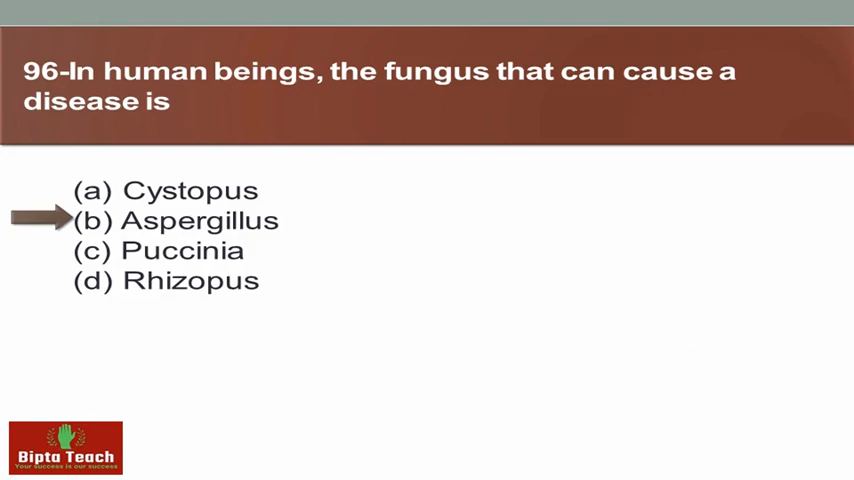 96-In human beings, the fungus that can cause a
disease is
(a) Cystopus
(b) Aspergillus
(c) Puccinia
(d) Rhizopus
Bipta Teach
Your success is our success